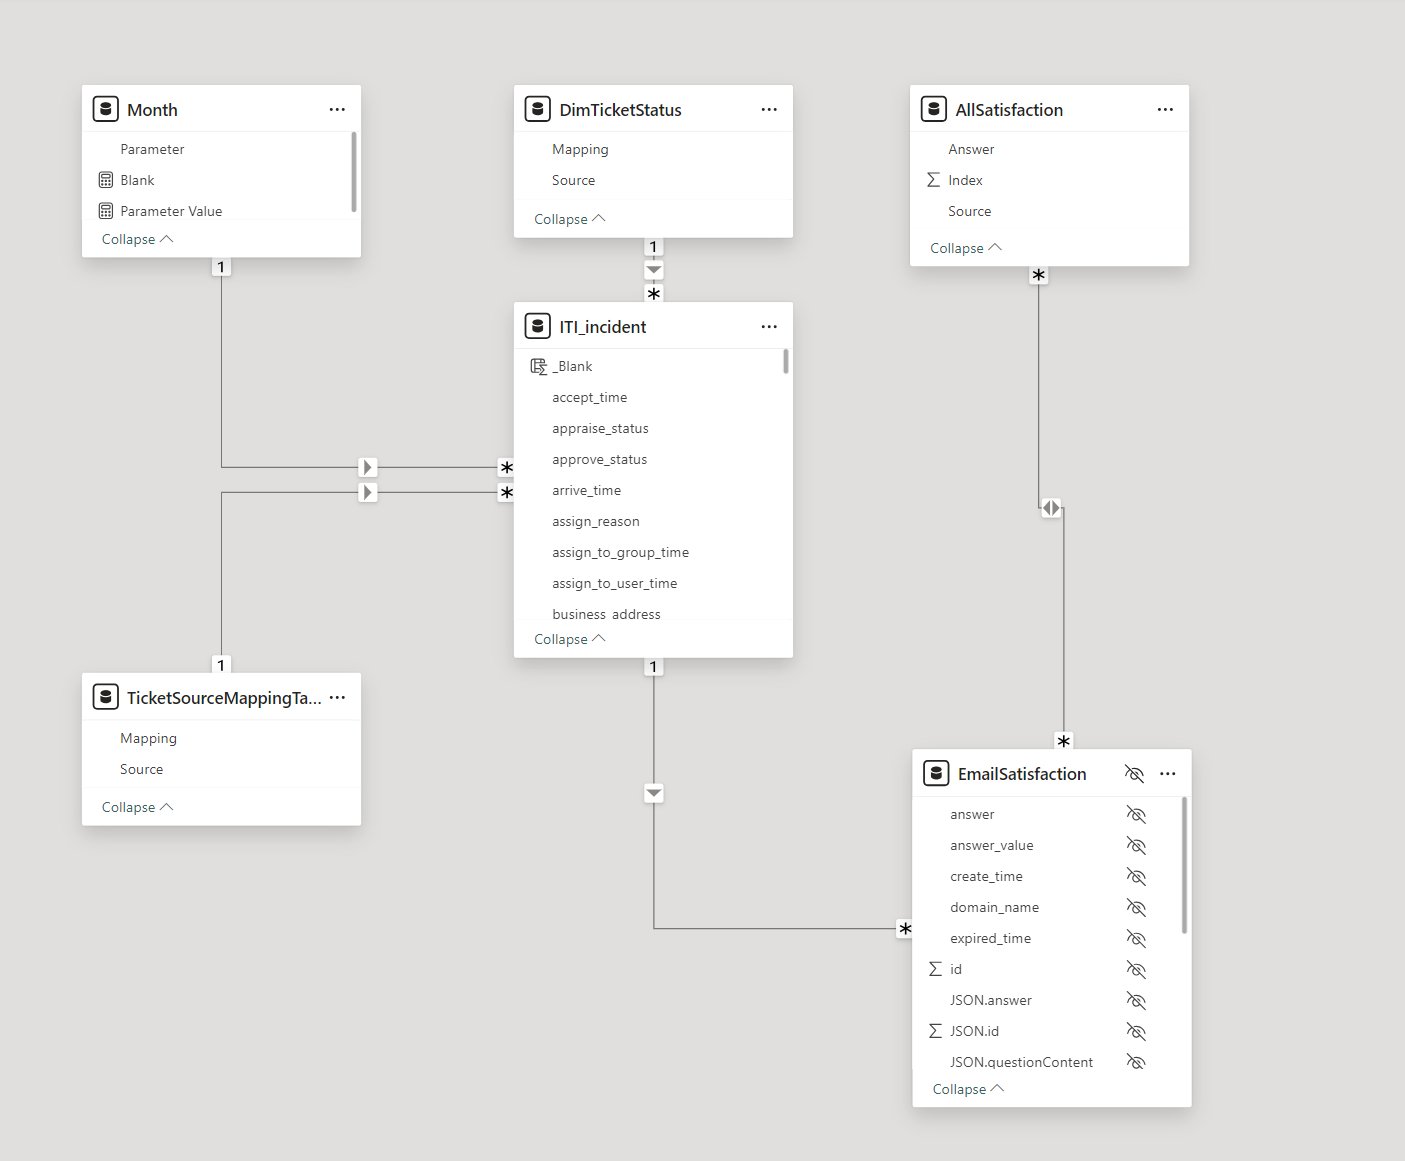 Month
Parameter
Blank
Parameter Value
Collapse
1
DimTicketStatus
Mapping
Source
Collapse
1
*
AllSatisfaction
Answer
Index
Source
Collapse
*
ITI_incident
_Blank
accept_time
appraise_status
approve_status
arrive_time
assign_reason
assign_to_group_time
assign_to_user_time
business_address
Collapse
*
*
1
1
TicketSourceMappingTa...
Mapping
Source
Collapse
*
*
EmailSatisfaction
answer
answer_value
create_time
domain_name
expired_time
id
JSON.answer
JSON.id
JSON.questionContent
Collapse